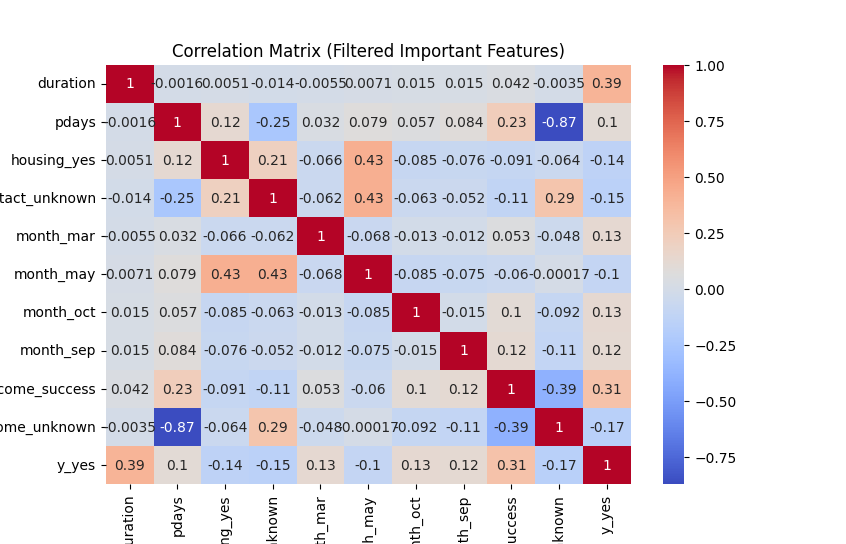 Correlation Matrix (Filtered Important Features)
duration 1 -0.0016 0.0051 -0.014 -0.0055 0.0071 0.015 0.015 0.042 -0.0035 0.39
pdays -0.0016 1 0.12 -0.25 0.032 0.079 0.057 0.084 0.23 -0.87 0.1
housing_yes -0.0051 0.12 1 0.21 -0.066 0.43 -0.085 -0.076 -0.091 -0.064 -0.14
tact_unknown -0.014 -0.25 0.21 1 -0.062 0.43 -0.063 -0.052 -0.11 0.29 -0.15
month_mar -0.0055 0.032 -0.066 -0.062 1 -0.068 -0.013 -0.012 0.053 -0.048 0.13
month_may -0.0071 0.079 0.43 0.43 -0.068 1 -0.085 -0.075 -0.06 -0.00017 -0.1
month_oct 0.015 0.057 -0.085 -0.063 -0.013 -0.085 1 -0.015 0.1 -0.092 0.13
month_sep 0.015 0.084 -0.076 -0.052 -0.012 -0.075 -0.015 1 0.12 -0.11 0.12
come_success 0.042 0.23 -0.091 -0.11 0.053 -0.06 0.1 0.12 1 -0.39 0.31
ome_unknown -0.0035 -0.87 -0.064 0.29 -0.048 0.00017 -0.092 -0.11 -0.39 1 -0.17
y_yes 0.39 0.1 -0.14 -0.15 0.13 -0.1 0.13 0.12 0.31 -0.17 1
uration
pdays
ng_yes
known
th_mar
h_may
nth_oct
th_sep
uccess
known
y_yes
1.00
0.75
0.50
0.25
0.00
−0.25
−0.50
−0.75